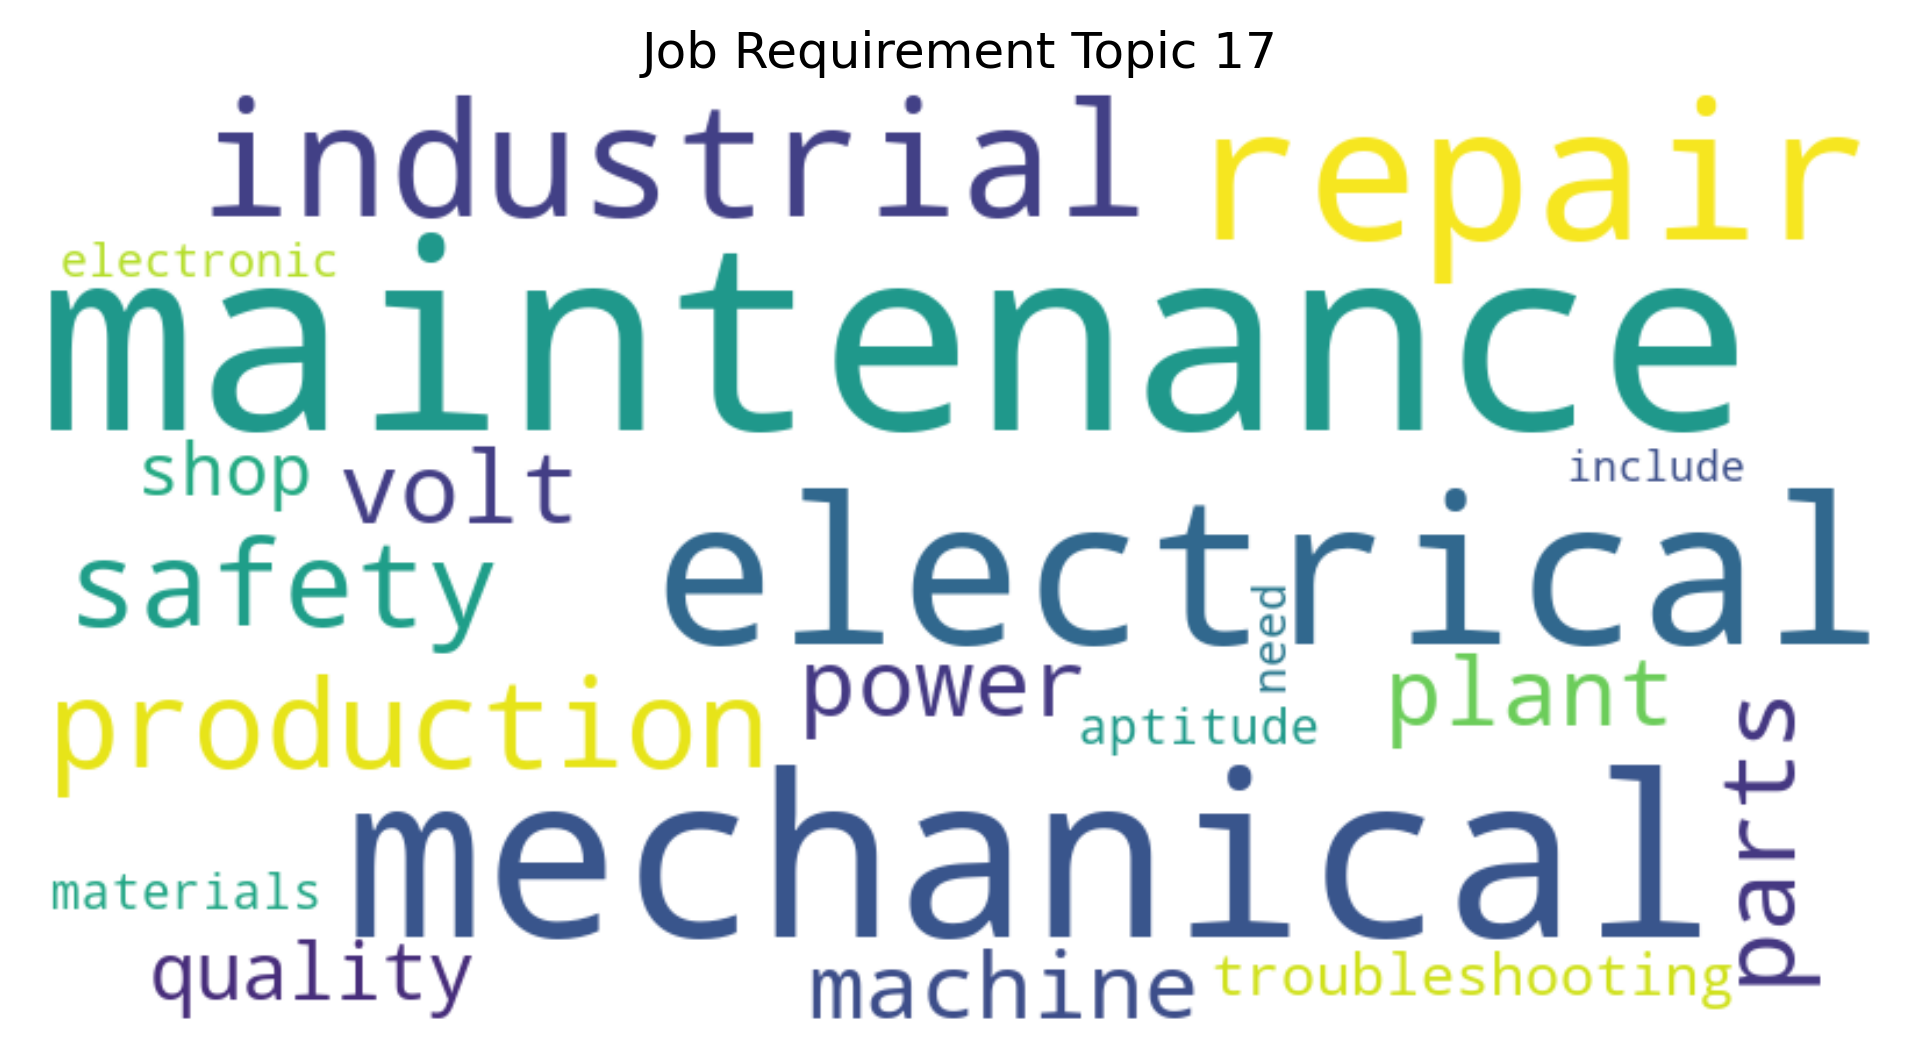 Job Requirement Topic 17
industrial
repair
electronic
maintenance
shop
volt
include
safety
electrical
need
production
power
aptitude
plant
parts
mechanical
materials
quality
machine
troubleshooting